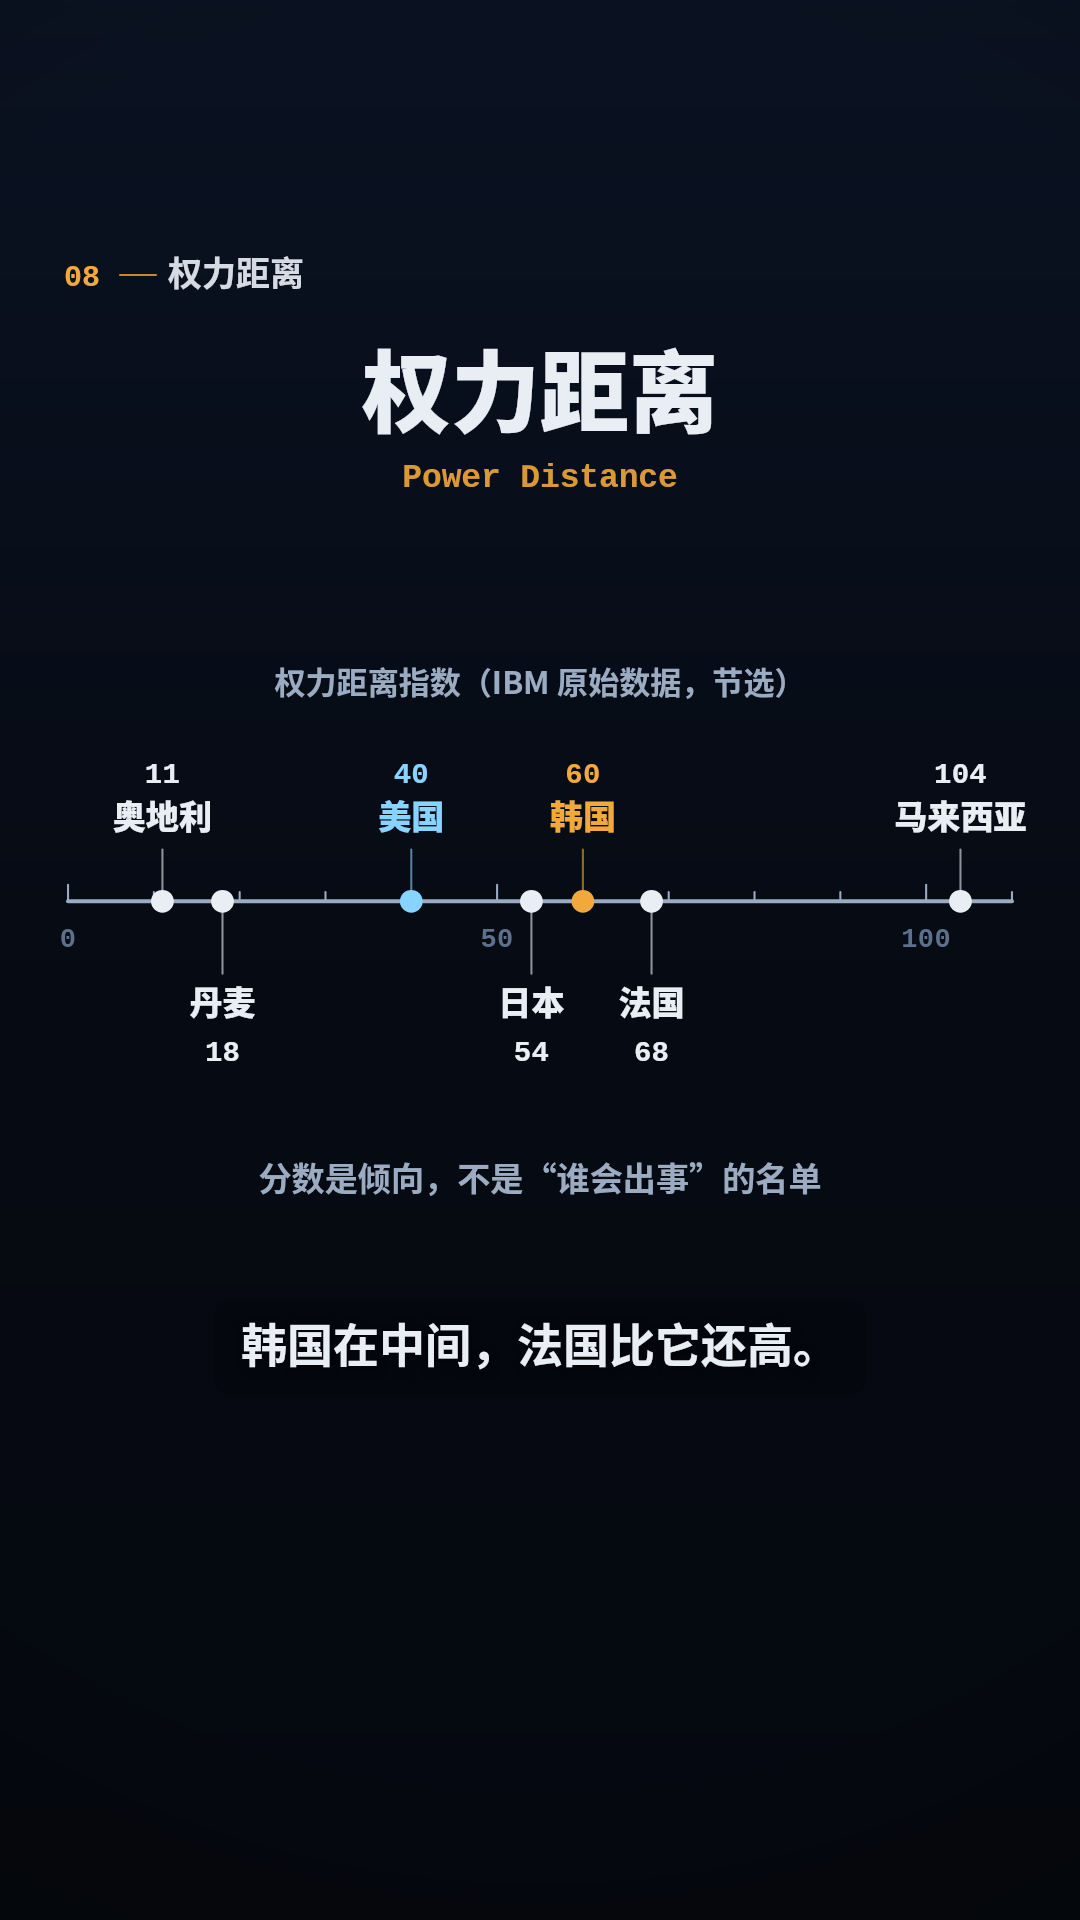 08 — 权力距离
权力距离
Power Distance
权力距离指数（IBM 原始数据，节选）
11 40 60 104
奥地利 美国 韩国 马来西亚
0 50 100
丹麦 日本 法国
18 54 68
分数是倾向，不是“谁会出事”的名单
韩国在中间，法国比它还高。